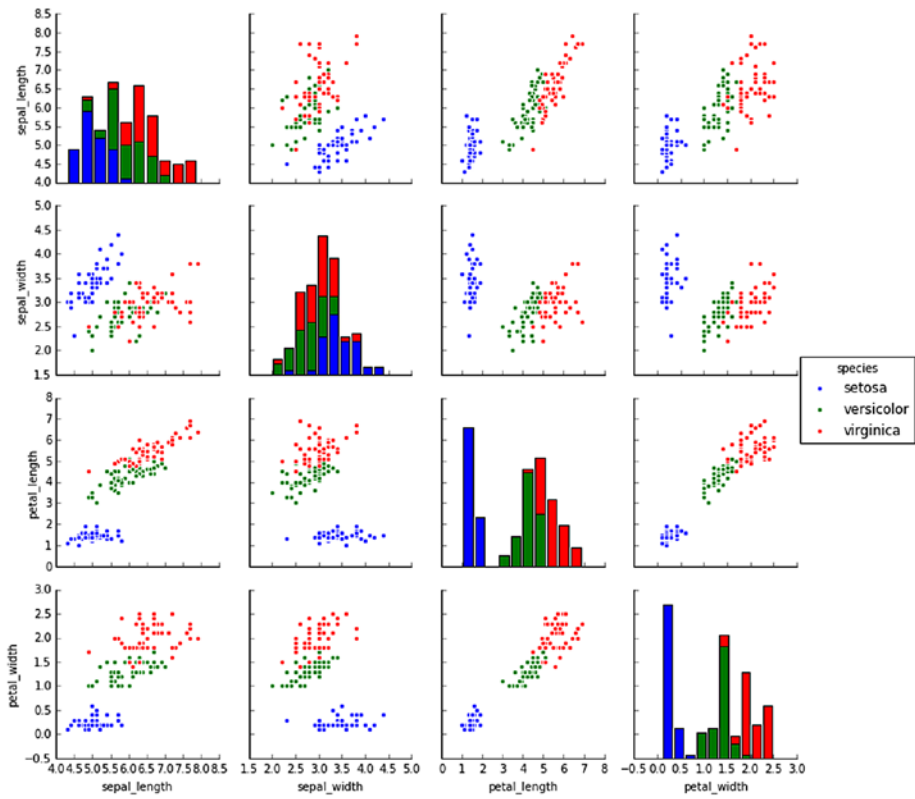 8.5
8.0
7.5
7.0
6.5
6.0
5.5
5.0
4.5
4.0
sepal_length
5.0
4.5
4.0
3.5
3.0
2.5
2.0
1.5
sepal_width
8
7
6
5
4
3
2
1
0
petal_length
3.0
2.5
2.0
1.5
1.0
0.5
0.0
−0.5
petal_width
4.0 4.5 5.0 5.5 6.0 6.5 7.0 7.5 8.0 8.5
sepal_length
1.5 2.0 2.5 3.0 3.5 4.0 4.5 5.0
sepal_width
0 1 2 3 4 5 6 7 8
petal_length
−0.5 0.0 0.5 1.0 1.5 2.0 2.5 3.0
petal_width
species
setosa
versicolor
virginica